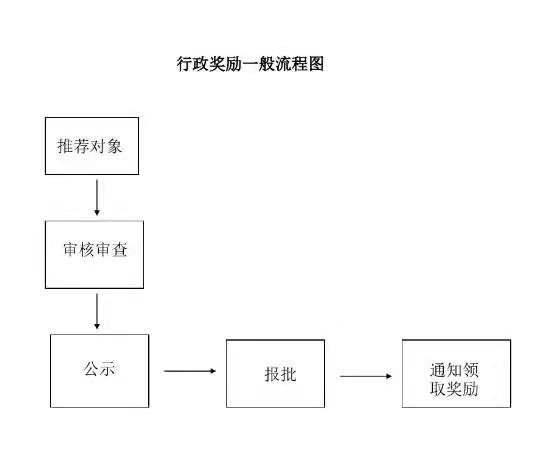 行政奖励一般流程图
推荐对象
审核审查
公示
报批
通知领
取奖励